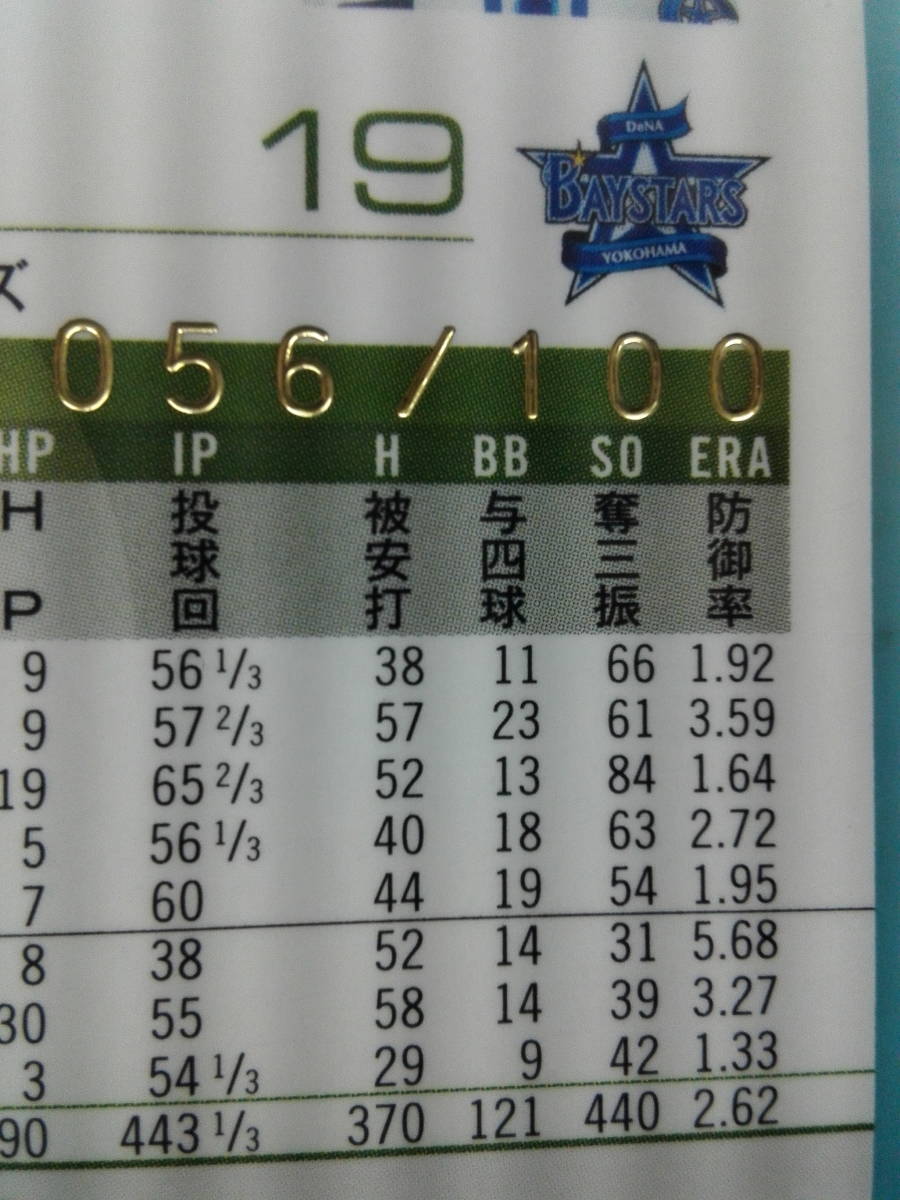 19
DeNA
BAYSTARS
YOKOHAMA
ズ
056/100
HP IP H BB SO ERA
HP 投球回 被安打 与四球 奪三振 防御率
9 56 1/3 38 11 66 1.92
9 57 2/3 57 23 61 3.59
19 65 2/3 52 13 84 1.64
5 56 1/3 40 18 63 2.72
7 60 44 19 54 1.95
8 38 52 14 31 5.68
30 55 58 14 39 3.27
3 54 1/3 29 9 42 1.33
90 443 1/3 370 121 440 2.62